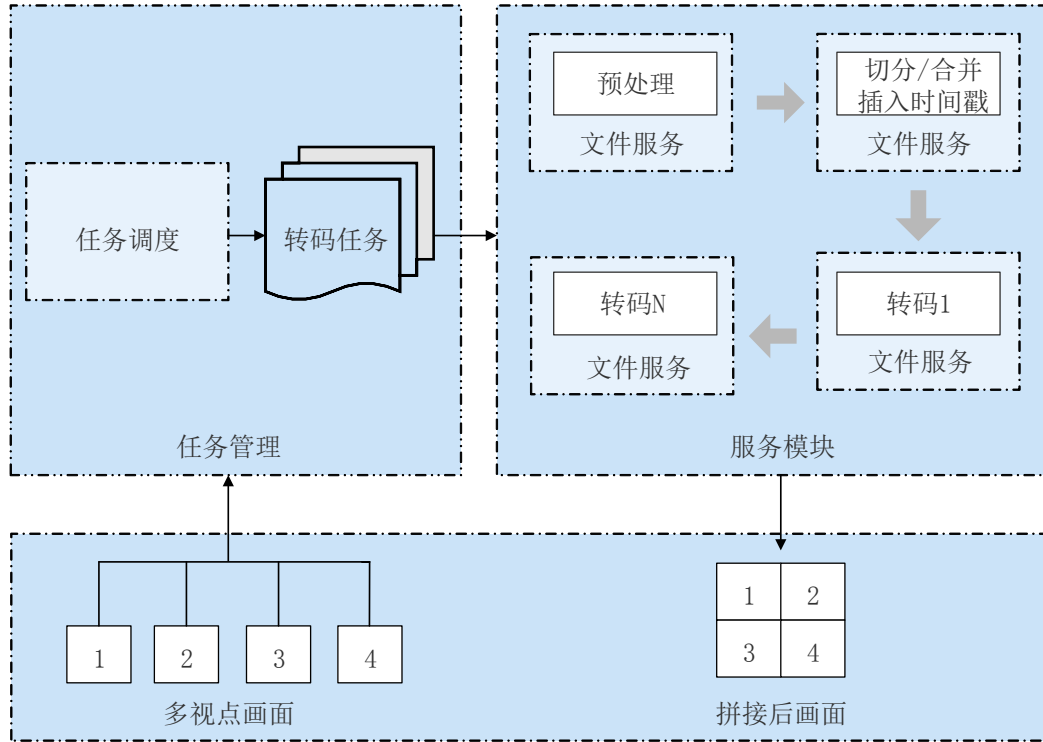 任务调度
转码任务
任务管理
预处理
文件服务
切分/合并
插入时间戳
文件服务
转码1
文件服务
转码N
文件服务
服务模块
1
2
3
4
多视点画面
1
2
3
4
拼接后画面